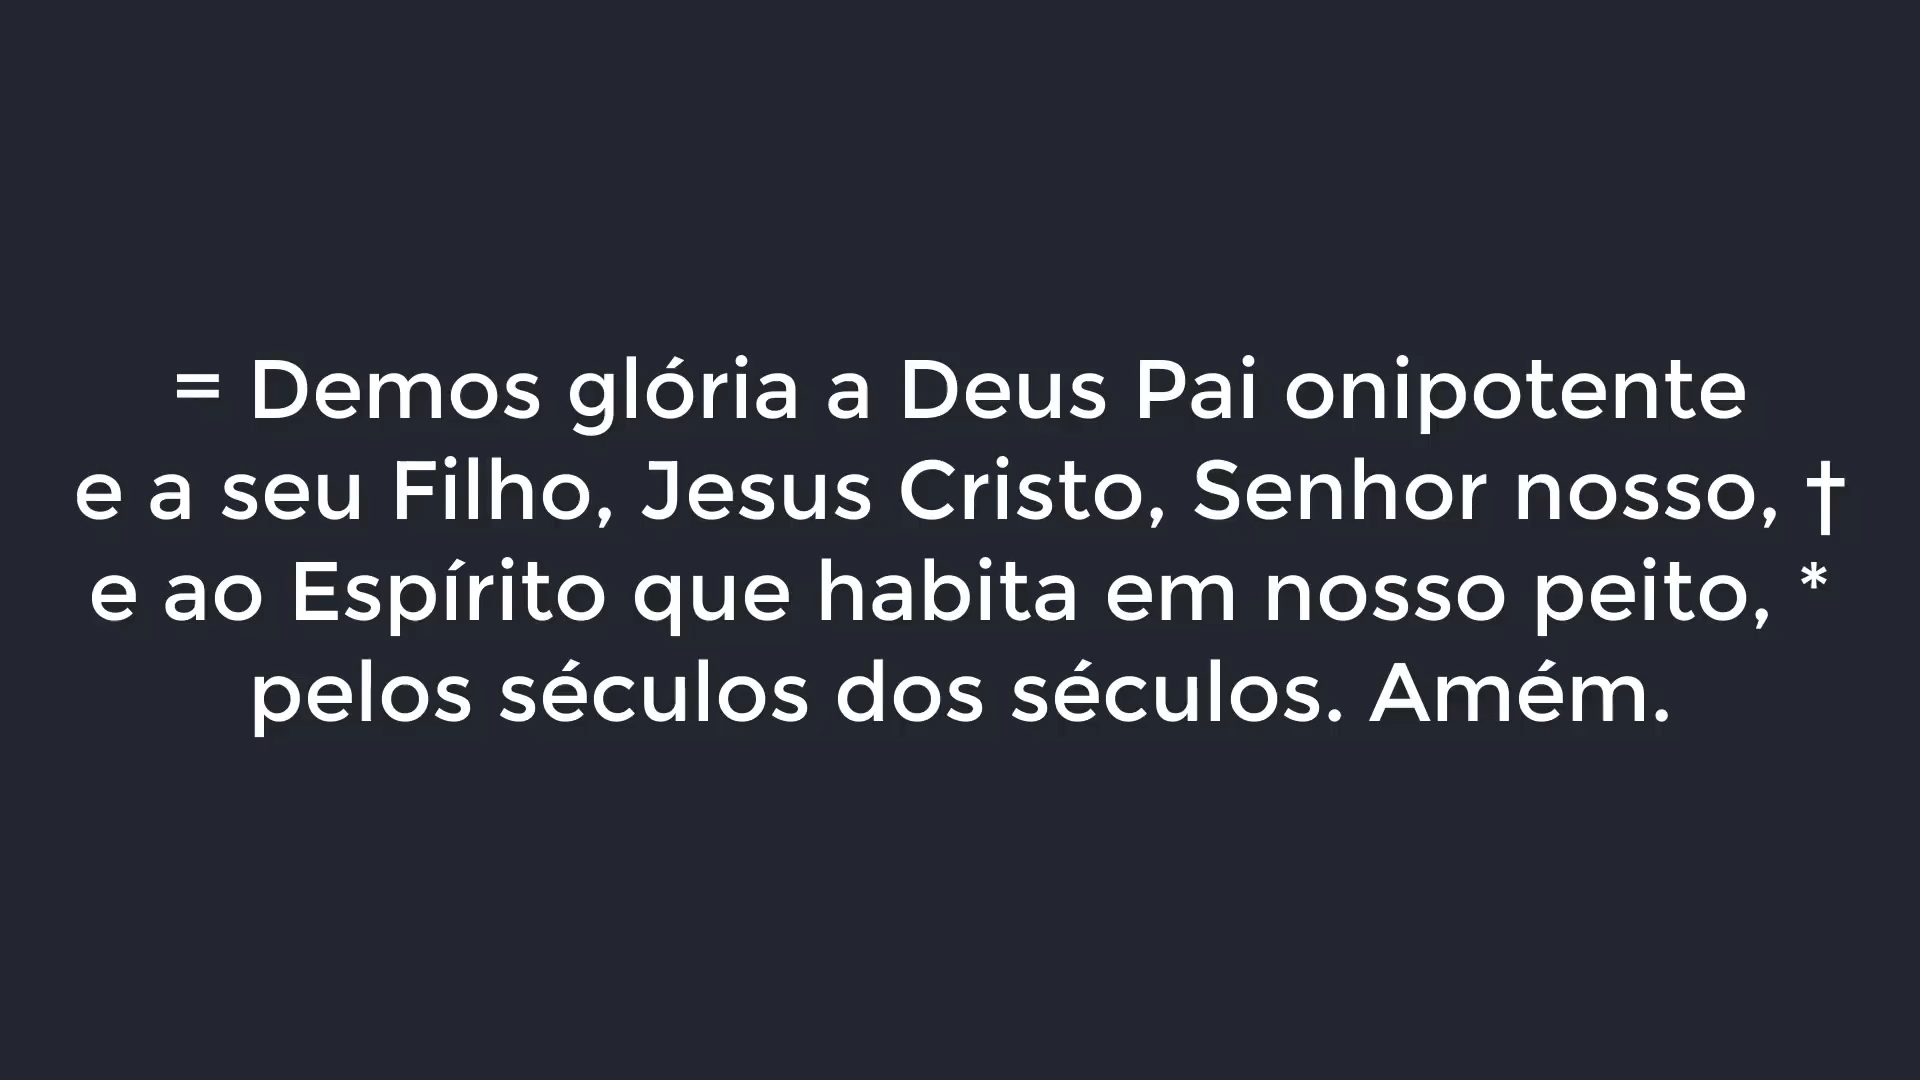 = Demos glória a Deus Pai onipotente
e a seu Filho, Jesus Cristo, Senhor nosso, †
e ao Espírito que habita em nosso peito, *
pelos séculos dos séculos. Amém.